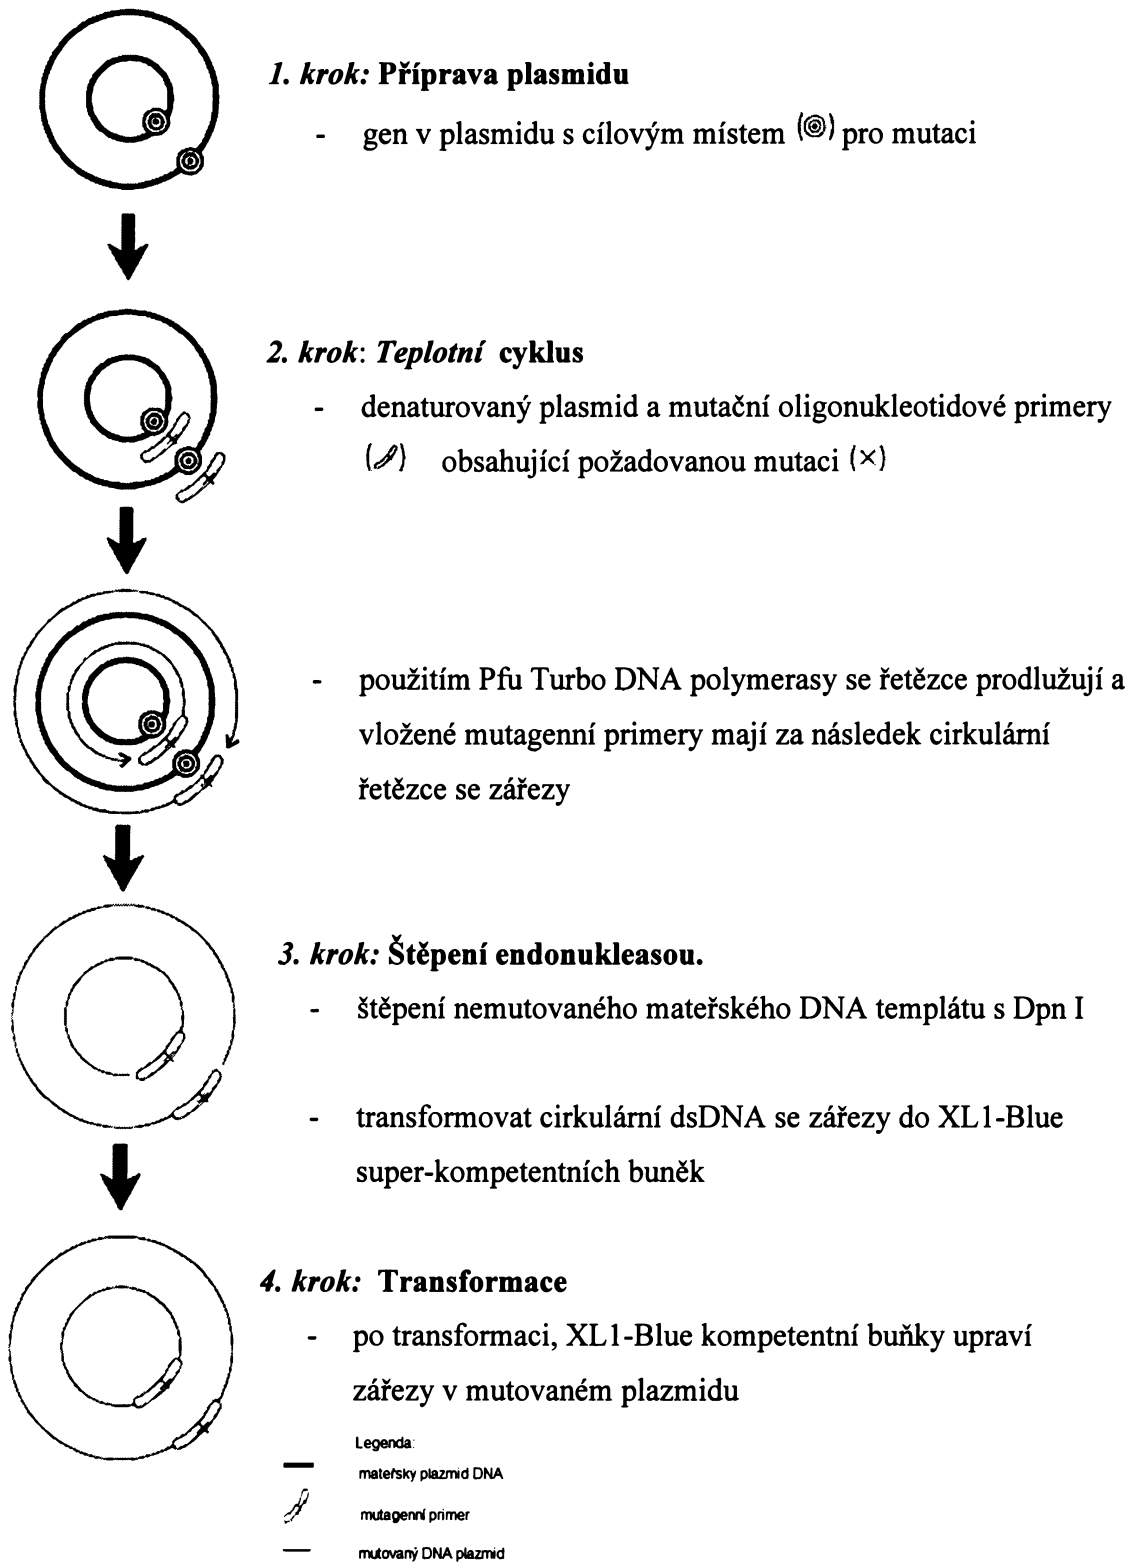 1. krok: Příprava plasmidu
- gen v plasmidu s cílovým místem () pro mutaci
2. krok: Teplotní cyklus
- denaturovaný plasmid a mutační oligonukleotidové primery
() obsahující požadovanou mutaci (×)
- použitím Pfu Turbo DNA polymerasy se řetězce prodlužují a
vložené mutagenní primery mají za následek cirkulární
řetězce se zářezy
3. krok: Štěpení endonukleasou.
- štěpení nemutovaného mateřského DNA templátu s Dpn I
- transformovat cirkulární dsDNA se zářezy do XL1-Blue
super-kompetentních buněk
4. krok: Transformace
- po transformaci, XL1-Blue kompetentní buňky upraví
zářezy v mutovaném plazmidu
Legenda:
mateřsky plazmid DNA
mutagenní primer
mutovaný DNA plazmid